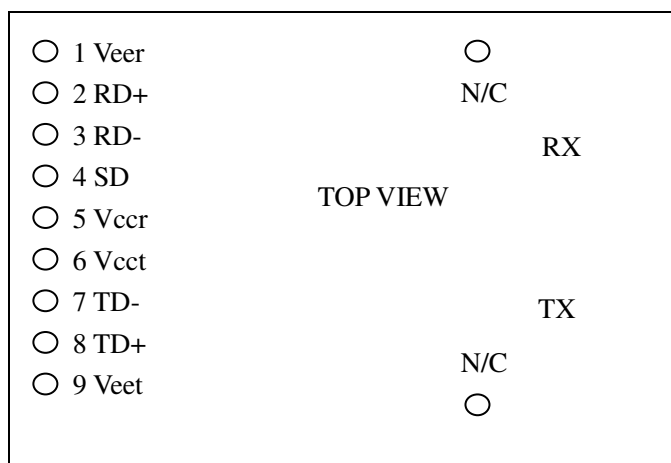 1 Veer
2 RD+
3 RD-
4 SD
5 Vccr
6 Vcct
7 TD-
8 TD+
9 Veet
N/C
RX
TOP VIEW
TX
N/C